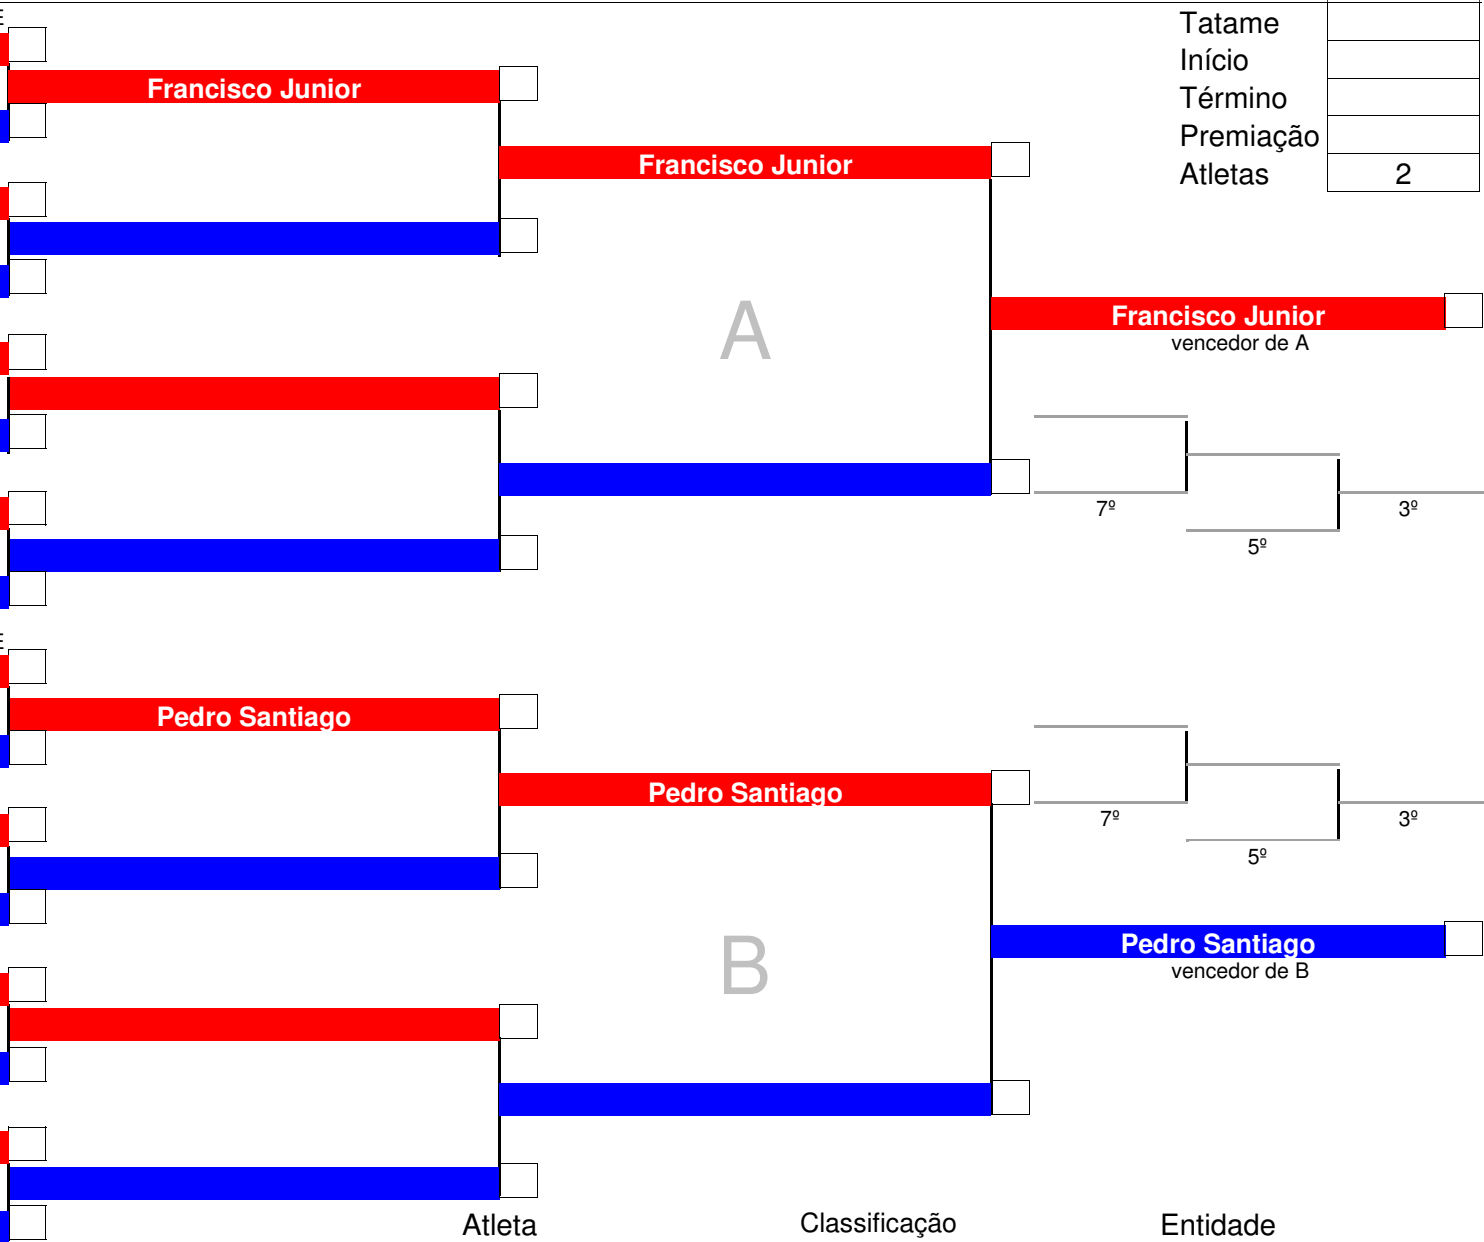 Tatame
Início
Francisco Junior
Término
Premiação
Francisco Junior
Atletas 2
A
Francisco Junior
vencedor de A
7º 3º
5º
Pedro Santiago
Pedro Santiago
7º 3º
5º
B
Pedro Santiago
vencedor de B
Atleta Classificação Entidade